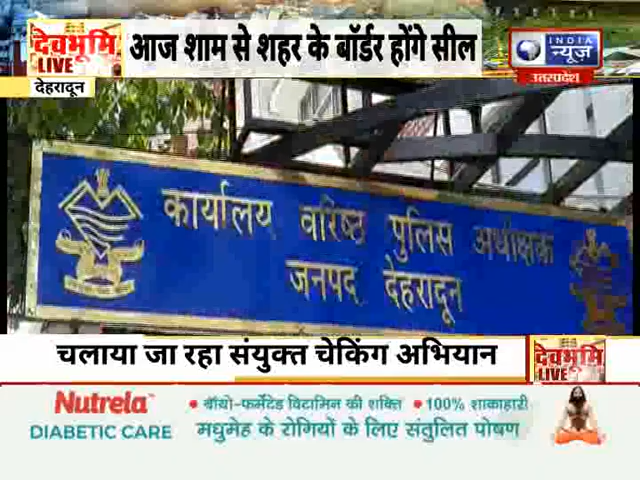 देवभूमि
LIVE
आज शाम से शहर के बॉर्डर होंगे सील
INDIA
न्यूज़
उत्तरप्रदेश
देहरादून
कार्यालय वरिष्ठ पुलिस अधीक्षक
जनपद देहरादून
चलाया जा रहा संयुक्त चेकिंग अभियान
देवभूमि
LIVE
Nutrela
DIABETIC CARE
• बॉयो-फर्मेंटेड विटामिन की शक्ति • 100% शाकाहारी
मधुमेह के रोगियों के लिए संतुलित पोषण